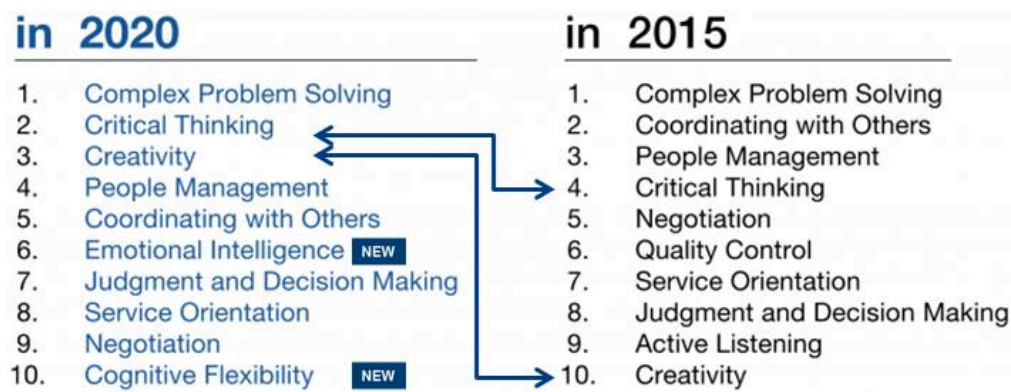 in 2020
1. Complex Problem Solving
2. Critical Thinking
3. Creativity
4. People Management
5. Coordinating with Others
6. Emotional Intelligence NEW
7. Judgment and Decision Making
8. Service Orientation
9. Negotiation
10. Cognitive Flexibility NEW
in 2015
1. Complex Problem Solving
2. Coordinating with Others
3. People Management
4. Critical Thinking
5. Negotiation
6. Quality Control
7. Service Orientation
8. Judgment and Decision Making
9. Active Listening
10. Creativity